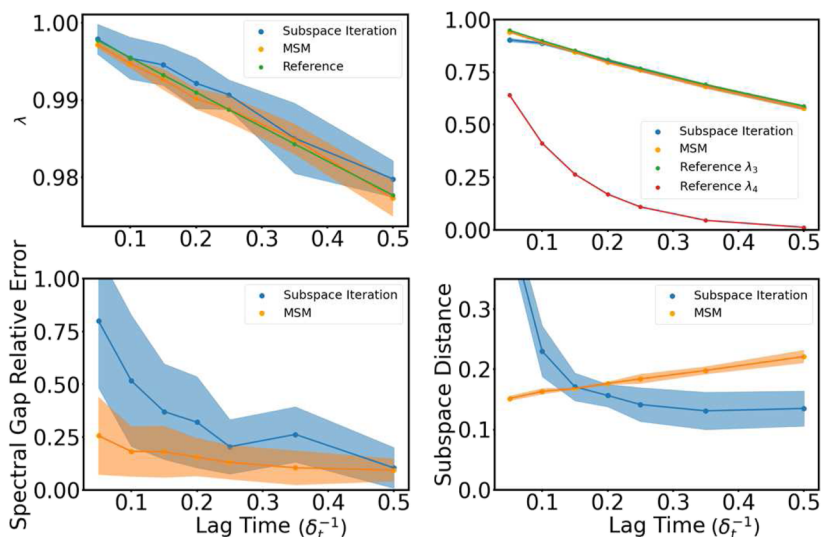 1.00
0.99
0.98
λ
Subspace Iteration
MSM
Reference
0.1 0.2 0.3 0.4 0.5
1.00
0.75
0.50
0.25
0.00
Subspace Iteration
MSM
Reference λ₃
Reference λ₄
0.1 0.2 0.3 0.4 0.5
Spectral Gap Relative Error
1.00
0.75
0.50
0.25
0.00
Subspace Iteration
MSM
0.1 0.2 0.3 0.4 0.5
Lag Time (δₜ⁻¹)
Subspace Distance
0.3
0.2
0.1
0.0
Subspace Iteration
MSM
0.1 0.2 0.3 0.4 0.5
Lag Time (δₜ⁻¹)